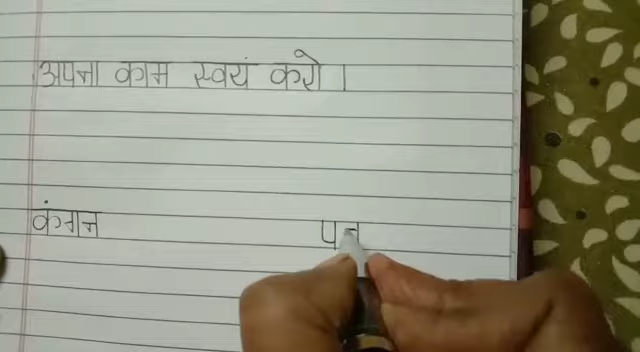 अपना काम स्वयं करो ।
कंगन